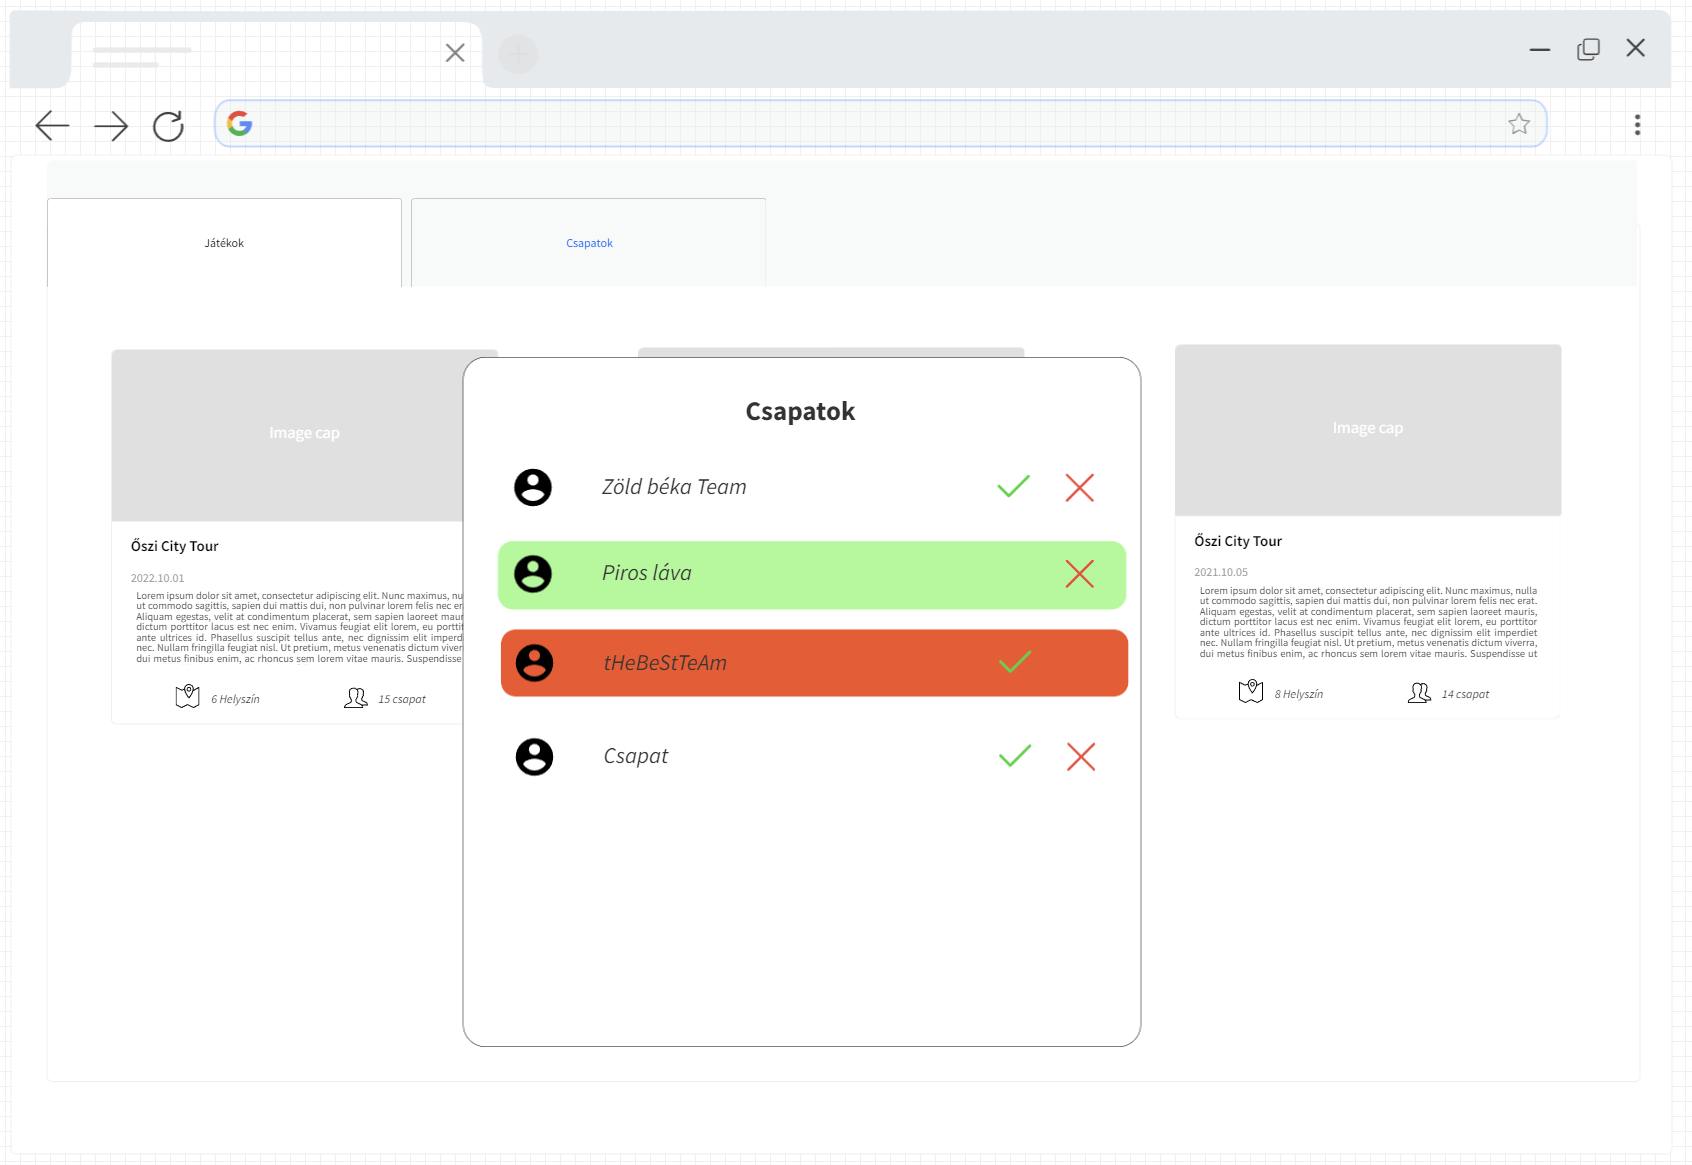 Játékok
Csapatok
Image cap
Őszi City Tour
2022.10.01
Lorem ipsum dolor sit amet, consectetur adipiscing elit. Nunc maximus, nu
ut commodo sagittis, sapien dui mattis dui, non pulvinar lorem felis nec er
Aliquam egestas, velit at condimentum placerat, sem sapien laoreet maur
dictum porttitor lacus est nec enim. Vivamus feugiat elit lorem, eu portti
ante ultrices id. Phasellus suscipit tellus ante, nec dignissim elit imperd
nec. Nullam fringilla feugiat nisl. Ut pretium, metus venenatis dictum viver
dui metus finibus enim, ac rhoncus sem lorem vitae mauris. Suspendisse
6 Helyszín
15 csapat
Csapatok
Zöld béka Team
Piros láva
tHeBeStTeAm
Csapat
Image cap
Őszi City Tour
2021.10.05
Lorem ipsum dolor sit amet, consectetur adipiscing elit. Nunc maximus, nulla
ut commodo sagittis, sapien dui mattis dui, non pulvinar lorem felis nec erat.
Aliquam egestas, velit at condimentum placerat, sem sapien laoreet mauris,
dictum porttitor lacus est nec enim. Vivamus feugiat elit lorem, eu porttitor
ante ultrices id. Phasellus suscipit tellus ante, nec dignissim elit imperdiet
nec. Nullam fringilla feugiat nisl. Ut pretium, metus venenatis dictum viverra,
dui metus finibus enim, ac rhoncus sem lorem vitae mauris. Suspendisse ut
8 Helyszín
14 csapat